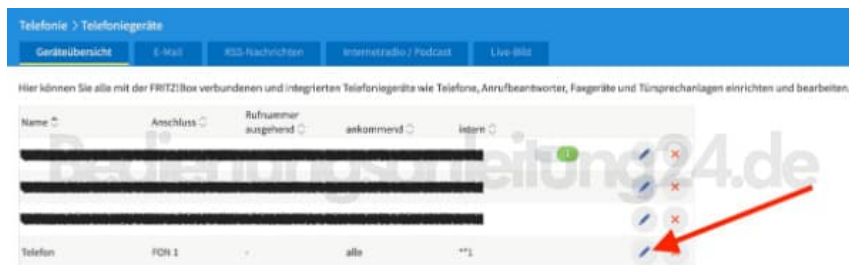 Telefonie > Telefoniegeräte
Geräteübersicht E-Mail RSS-Nachrichten Internetradio / Podcast Live-Bild
Hier können Sie alle mit der FRITZ!Box verbundenen und integrierten Telefoniegeräte wie Telefone, Anrufbeantworter, Faxgeräte und Türsprechanlagen einrichten und bearbeiten.
Name Anschluss Rufnummer ausgehend ankommend intern
Bedienungsanleitung24.de
Telefon FON 1 - alle **1